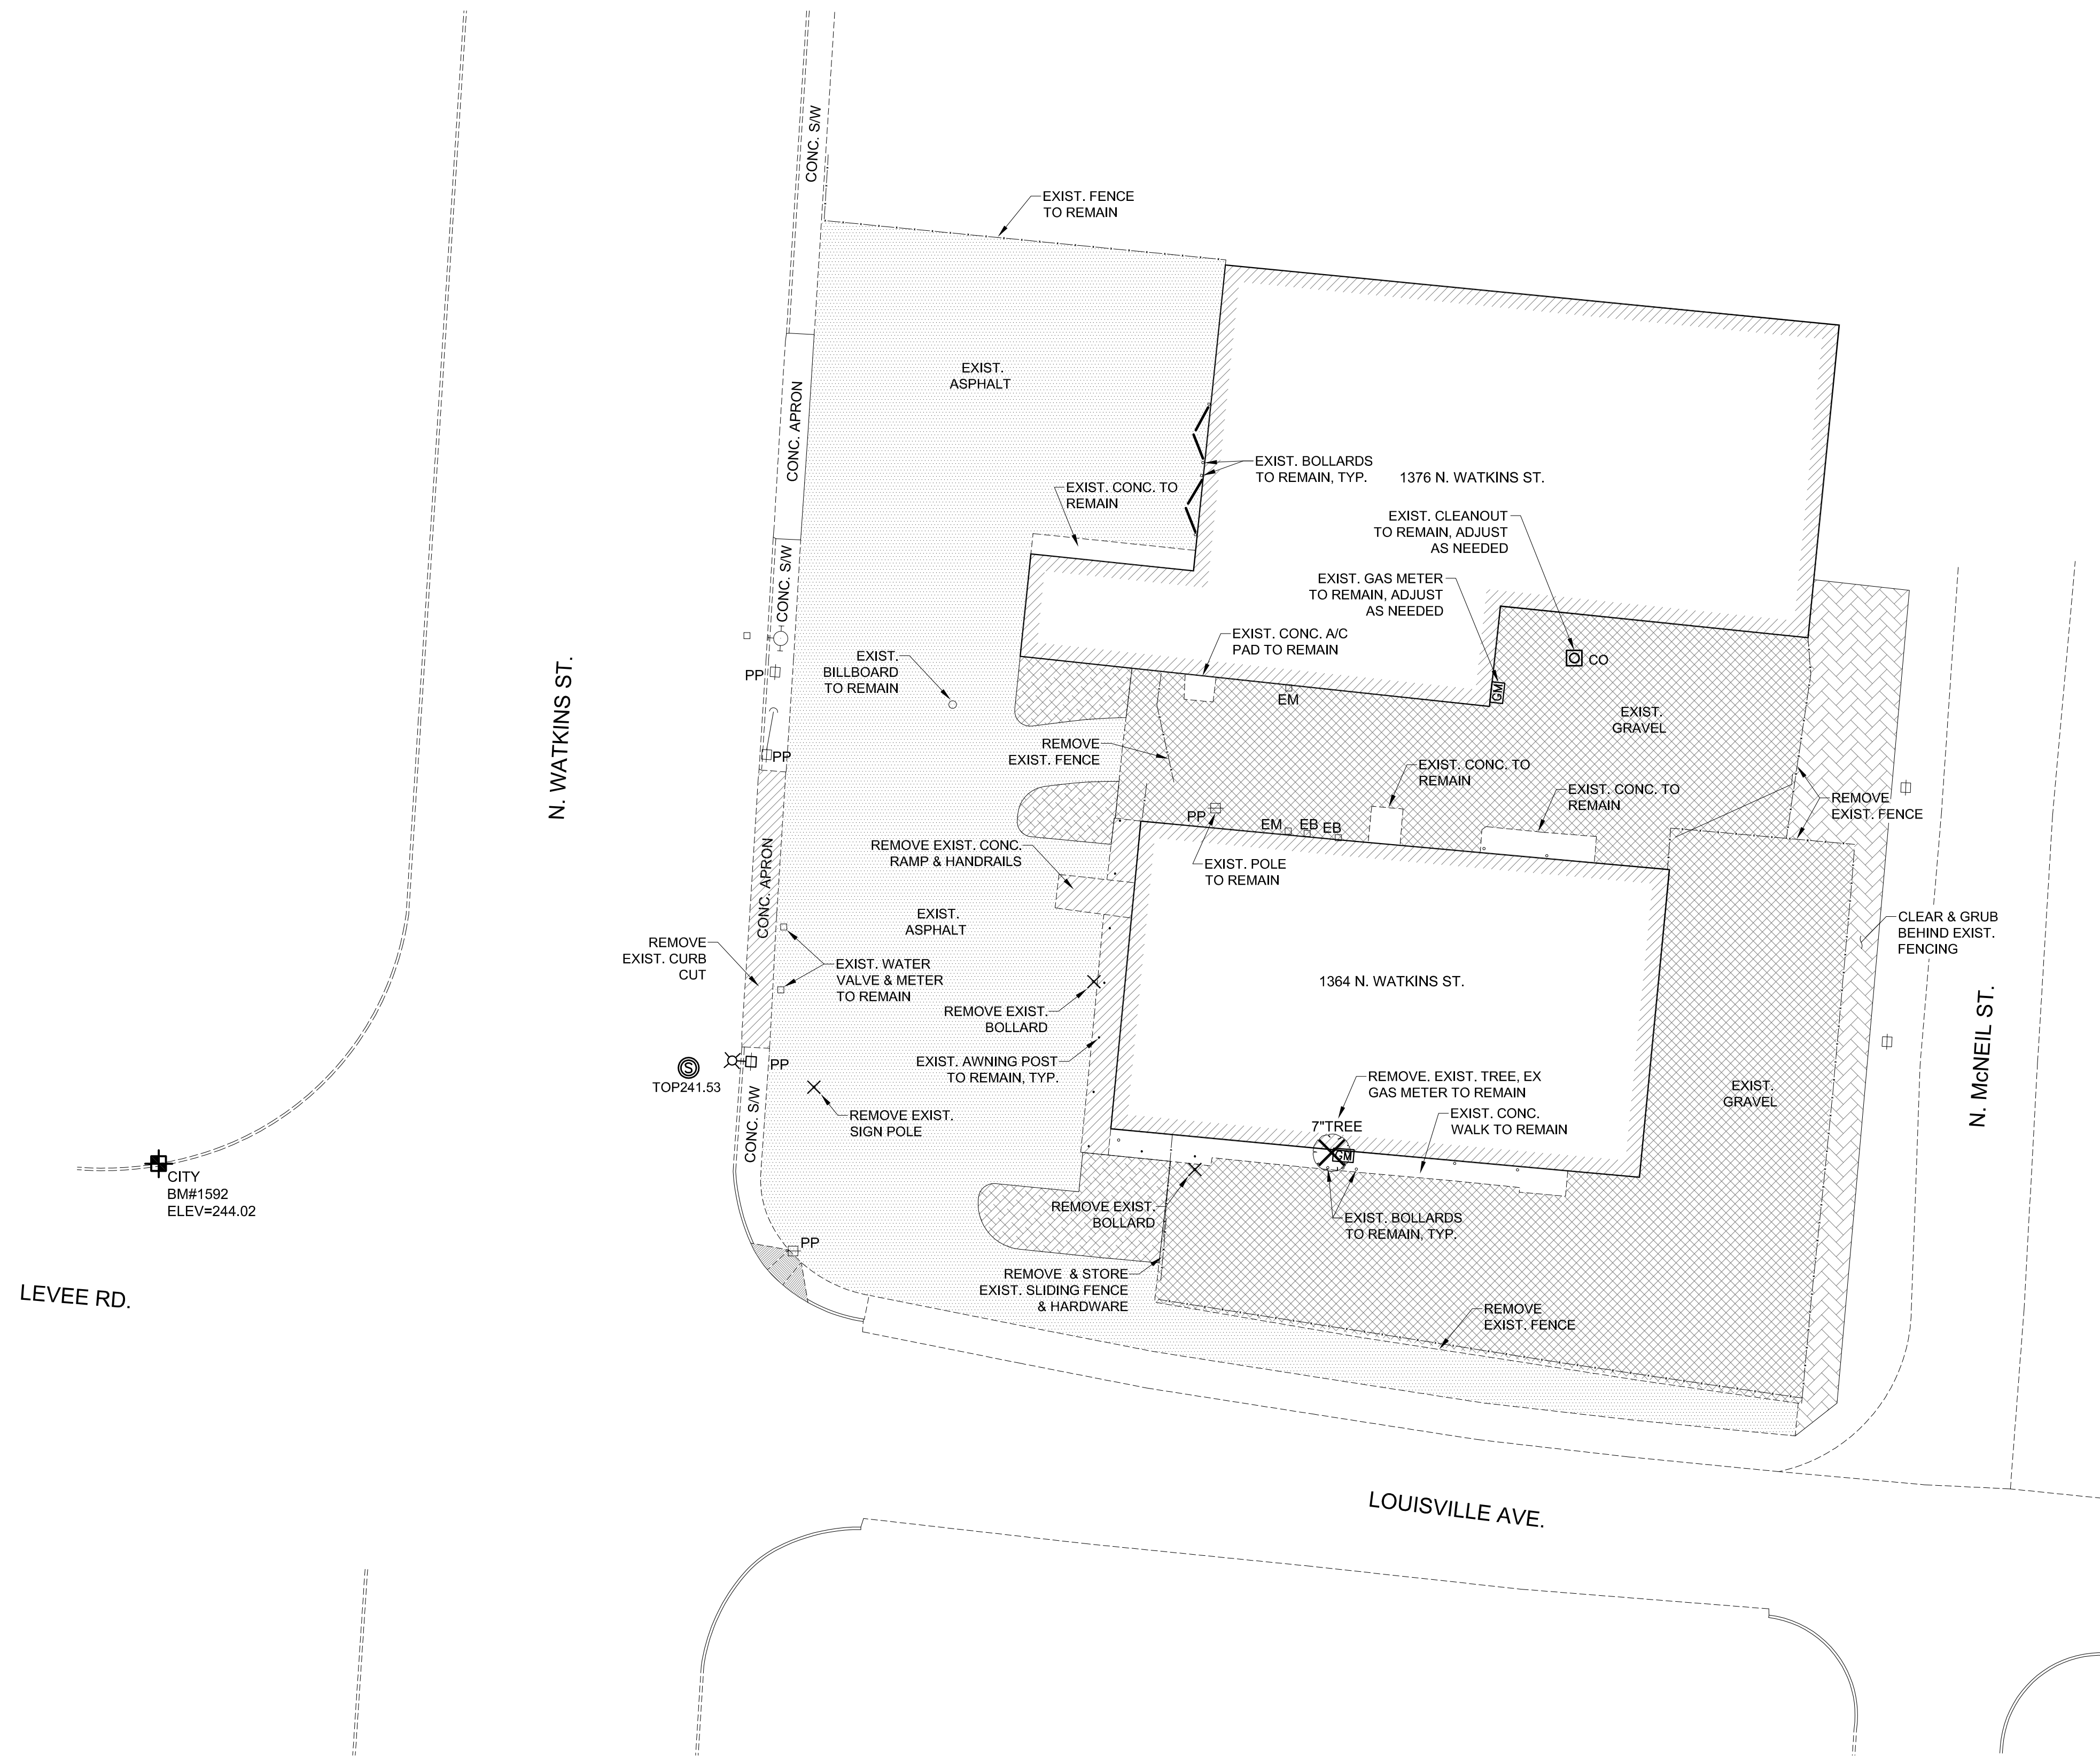 CONC. S/W
EXIST. FENCE
TO REMAIN
EXIST.
ASPHALT
CONC. APRON
EXIST. BOLLARDS
TO REMAIN, TYP.
1376 N. WATKINS ST.
EXIST. CONC. TO
REMAIN
EXIST. CLEANOUT
TO REMAIN, ADJUST
AS NEEDED
CONC. S/W
EXIST. GAS METER
TO REMAIN, ADJUST
AS NEEDED
EXIST. CONC. A/C
PAD TO REMAIN
CO
EXIST.
BILLBOARD
TO REMAIN
PP
GM
EM
EXIST.
GRAVEL
N. WATKINS ST.
PP
REMOVE
EXIST. FENCE
EXIST. CONC. TO
REMAIN
EXIST. CONC. TO
REMAIN
REMOVE
EXIST. FENCE
PP
EM
EB
EB
REMOVE EXIST. CONC.
RAMP & HANDRAILS
EXIST. POLE
TO REMAIN
CONC. APRON
EXIST.
ASPHALT
CLEAR & GRUB
BEHIND EXIST.
FENCING
REMOVE
EXIST. CURB
CUT
EXIST. WATER
VALVE & METER
TO REMAIN
1364 N. WATKINS ST.
REMOVE EXIST.
BOLLARD
N. McNEIL ST.
EXIST. AWNING POST
TO REMAIN, TYP.
PP
S
TOP241.53
REMOVE. EXIST. TREE, EX
GAS METER TO REMAIN
EXIST.
GRAVEL
CONC. S/W
REMOVE EXIST.
SIGN POLE
EXIST. CONC.
WALK TO REMAIN
7"TREE
GM
CITY
BM#1592
ELEV=244.02
REMOVE EXIST.
BOLLARD
EXIST. BOLLARDS
TO REMAIN, TYP.
PP
REMOVE & STORE
EXIST. SLIDING FENCE
& HARDWARE
LEVEE RD.
REMOVE
EXIST. FENCE
LOUISVILLE AVE.